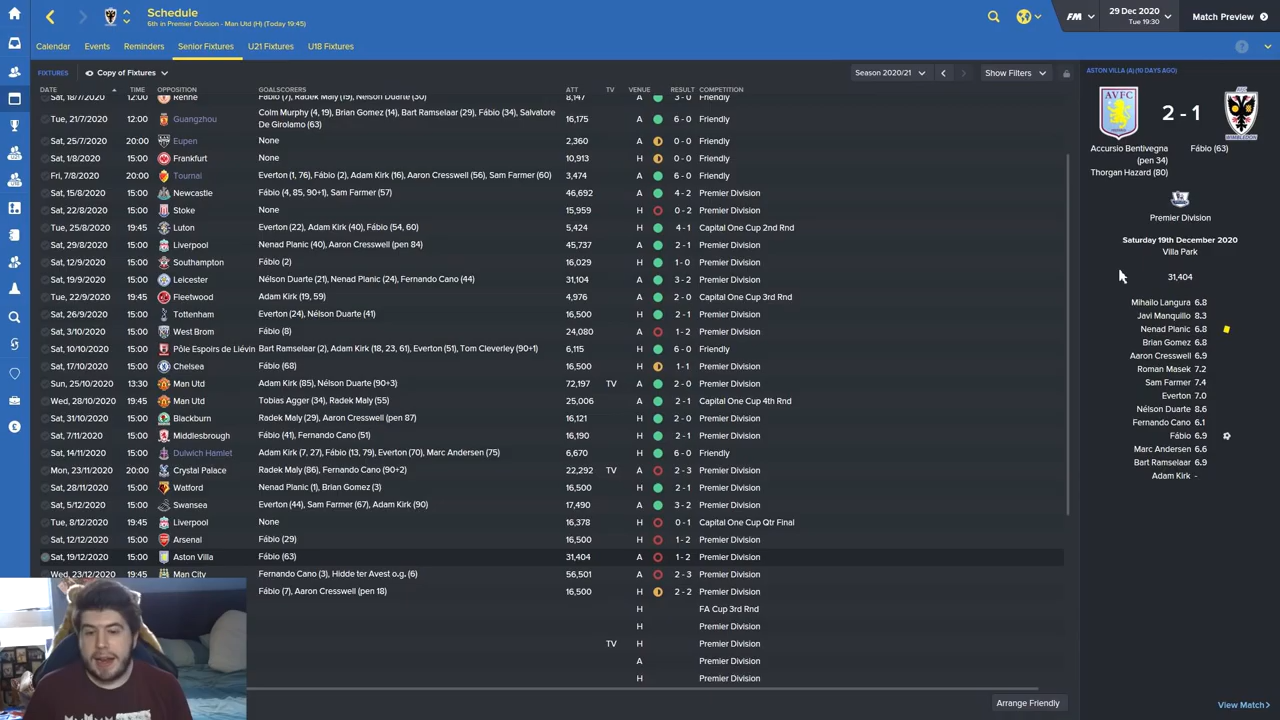 Schedule
6th in Premier Division - Man Utd (H) (Today 19:45)
FM
29 Dec 2020
Tue 19:30
Match Preview
Calendar Events Reminders Senior Fixtures U21 Fixtures U18 Fixtures
?
FIXTURES Copy of Fixtures Season 2020/21 Show Filters
DATE TIME OPPOSITION GOALSCORERS ATT TV VENUE RESULT COMPETITION
Sat, 18/7/2020 12:00 Renne Fábio (7), Radek Maly (19), Nelson Duarte (30) 8,147 A 3-0 Friendly
Tue, 21/7/2020 12:00 Guangzhou Colm Murphy (4, 19), Brian Gomez (14), Bart Ramselaar (29), Fábio (34), Salvatore De Girolamo (63) 16,175 A 6-0 Friendly
Sat, 25/7/2020 20:00 Eupen None 2,360 A 0-0 Friendly
Sat, 1/8/2020 15:00 Frankfurt None 10,913 A 0-0 Friendly
Fri, 7/8/2020 20:00 Tournai Everton (1, 76), Fábio (2), Adam Kirk (16), Aaron Cresswell (56), Sam Farmer (60) 3,474 A 6-0 Friendly
Sat, 15/8/2020 15:00 Newcastle Fábio (4, 85, 90+1), Sam Farmer (57) 46,692 A 4-2 Premier Division
Sat, 22/8/2020 15:00 Stoke None 15,959 H 0-2 Premier Division
Tue, 25/8/2020 19:45 Luton Everton (22), Adam Kirk (40), Fábio (54, 60) 5,424 H 4-1 Capital One Cup 2nd Rnd
Sat, 29/8/2020 15:00 Liverpool Nenad Planic (40), Aaron Cresswell (pen 84) 45,737 A 2-1 Premier Division
Sat, 12/9/2020 15:00 Southampton Fábio (2) 16,029 H 1-0 Premier Division
Sat, 19/9/2020 15:00 Leicester Nélson Duarte (21), Nenad Planic (24), Fernando Cano (44) 31,104 A 3-2 Premier Division
Tue, 22/9/2020 19:45 Fleetwood Adam Kirk (19, 59) 4,976 A 2-0 Capital One Cup 3rd Rnd
Sat, 26/9/2020 15:00 Tottenham Everton (24), Nélson Duarte (41) 16,500 H 2-1 Premier Division
Sat, 3/10/2020 15:00 West Brom Fábio (8) 24,080 A 1-2 Premier Division
Sat, 10/10/2020 15:00 Pôle Espoirs de Liévin Bart Ramselaar (2), Adam Kirk (18, 23, 61), Everton (51), Tom Cleverley (90+1) 6,115 H 6-0 Friendly
Sat, 17/10/2020 15:00 Chelsea Fábio (68) 16,500 H 1-1 Premier Division
Sun, 25/10/2020 13:30 Man Utd Adam Kirk (85), Nélson Duarte (90+3) 72,197 TV A 2-0 Premier Division
Wed, 28/10/2020 19:45 Man Utd Tobias Agger (34), Radek Maly (55) 25,006 A 2-1 Capital One Cup 4th Rnd
Sat, 31/10/2020 15:00 Blackburn Radek Maly (29), Aaron Cresswell (pen 87) 16,121 H 2-0 Premier Division
Sat, 7/11/2020 15:00 Middlesbrough Fábio (41), Fernando Cano (51) 16,190 H 2-1 Premier Division
Sat, 14/11/2020 15:00 Dulwich Hamlet Adam Kirk (7, 27), Fábio (13, 79), Everton (70), Marc Andersen (75) 6,670 H 6-0 Friendly
Mon, 23/11/2020 20:00 Crystal Palace Radek Maly (86), Fernando Cano (90+2) 22,292 TV A 2-3 Premier Division
Sat, 28/11/2020 15:00 Watford Nenad Planic (1), Brian Gomez (3) 16,500 H 2-1 Premier Division
Sat, 5/12/2020 15:00 Swansea Everton (44), Sam Farmer (67), Adam Kirk (90) 17,490 A 3-2 Premier Division
Tue, 8/12/2020 19:45 Liverpool None 16,378 H 0-1 Capital One Cup Qtr Final
Sat, 12/12/2020 15:00 Arsenal Fábio (29) 16,500 H 1-2 Premier Division
Sat, 19/12/2020 15:00 Aston Villa Fábio (63) 31,404 A 1-2 Premier Division
Wed, 23/12/2020 19:45 Man City Fernando Cano (3), Hidde ter Avest o.g. (6) 56,501 A 2-3 Premier Division
Fábio (7), Aaron Cresswell (pen 18) 16,500 H 2-2 Premier Division
H FA Cup 3rd Rnd
H Premier Division
TV H Premier Division
A Premier Division
H Premier Division
Arrange Friendly
ASTON VILLA (A) (10 DAYS AGO)
AVFC 2-1 WIMBLEDON
Accursio Bentivegna (pen 34)
Thorgan Hazard (80)
Fábio (63)
Premier Division
Saturday 19th December 2020
Villa Park
31,404
Mihailo Langura 6.8
Javi Manquillo 8.3
Nenad Planic 6.8
Brian Gomez 6.8
Aaron Cresswell 6.9
Roman Masek 7.2
Sam Farmer 7.4
Everton 7.0
Nélson Duarte 8.6
Fernando Cano 6.1
Fábio 6.9
Marc Andersen 6.6
Bart Ramselaar 6.9
Adam Kirk -
View Match